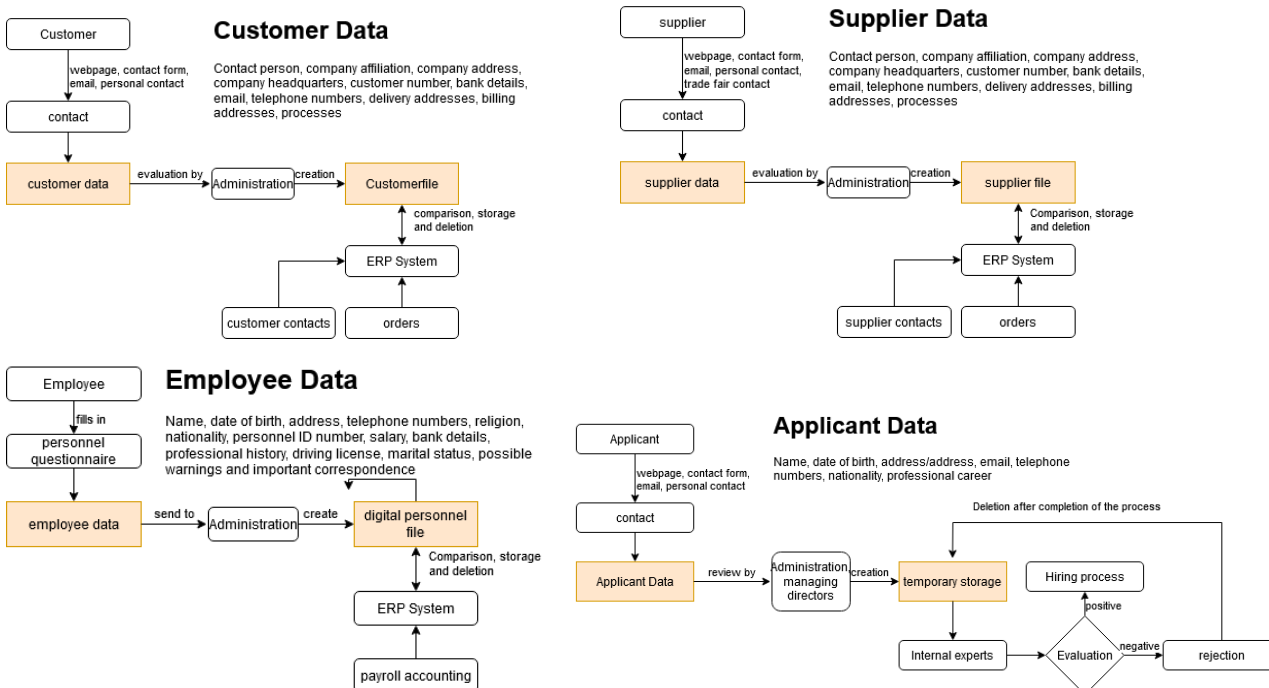 Customer
Customer Data
webpage, contact form,
email, personal contact
Contact person, company affiliation, company address,
company headquarters, customer number, bank details,
email, telephone numbers, delivery addresses, billing
addresses, processes
contact
customer data
evaluation by
Administration
creation
Customerfile
comparison, storage
and deletion
ERP System
customer contacts
orders
supplier
Supplier Data
webpage, contact form,
email, personal contact,
trade fair contact
Contact person, company affiliation, company address,
company headquarters, customer number, bank details,
email, telephone numbers, delivery addresses, billing
addresses, processes
contact
supplier data
evaluation by
Administration
creation
supplier file
Comparison, storage
and deletion
ERP System
supplier contacts
orders
Employee
Employee Data
fills in
Name, date of birth, address, telephone numbers, religion,
nationality, personnel ID number, salary, bank details,
professional history, driving license, marital status, possible
warnings and important correspondence
personnel
questionnaire
employee data
send to
Administration
create
digital personnel
file
Comparison, storage
and deletion
ERP System
payroll accounting
Applicant
Applicant Data
webpage, contact form,
email, personal contact
Name, date of birth, address/address, email, telephone
numbers, nationality, professional career
contact
Deletion after completion of the process
Applicant Data
review by
Administration,
managing
directors
creation
temporary storage
Hiring process
positive
Internal experts
Evaluation
negative
rejection